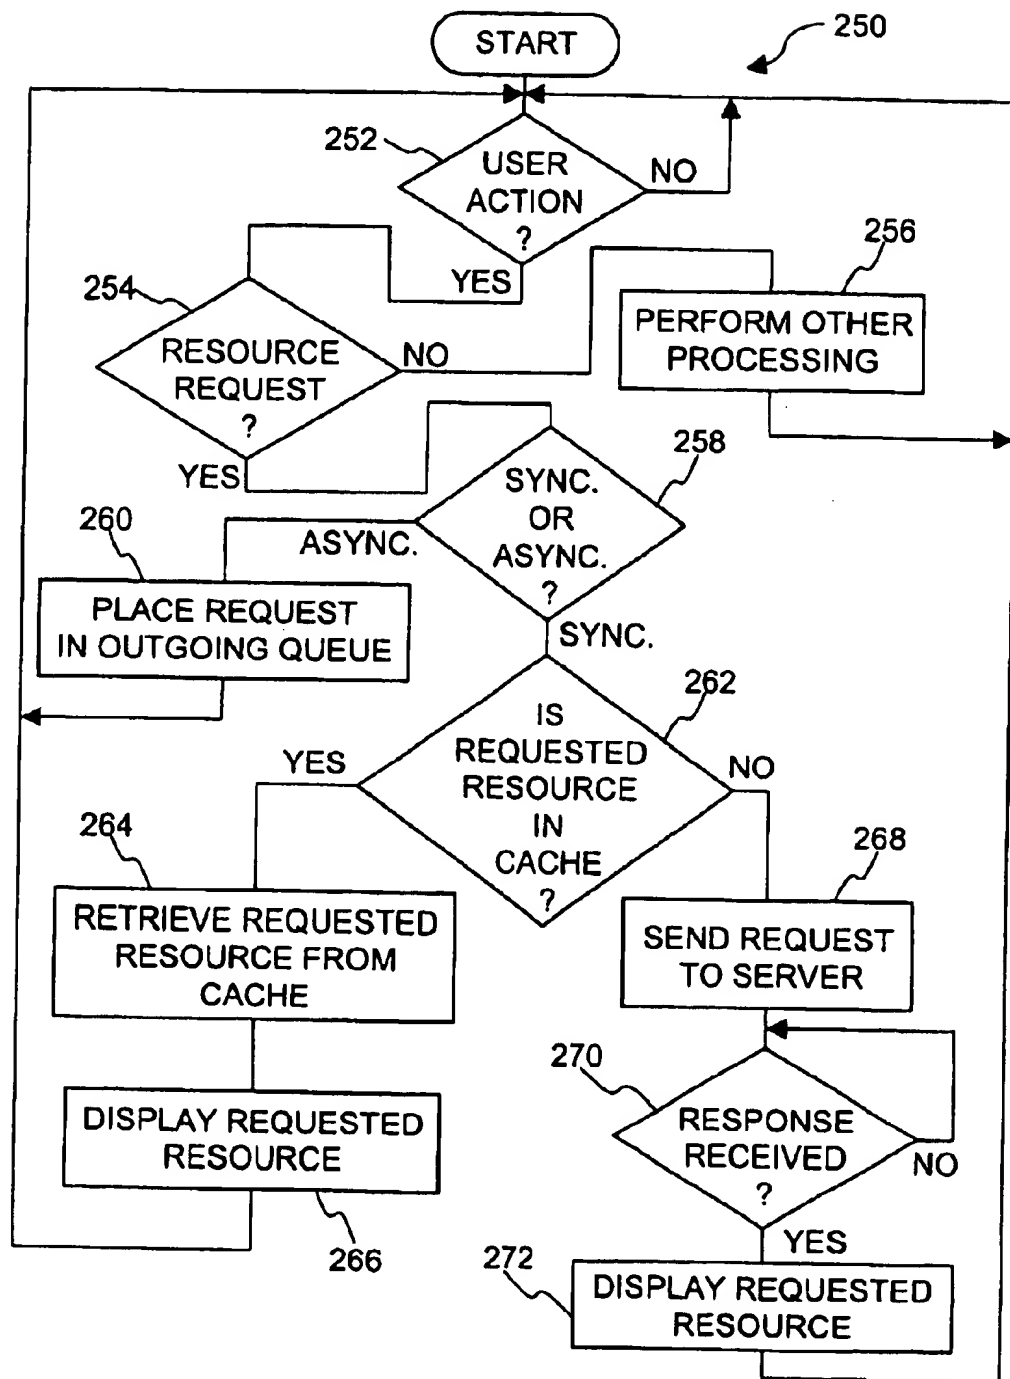 START
250
252
USER
ACTION
?
NO
YES
254
RESOURCE
REQUEST
?
NO
YES
256
PERFORM OTHER
PROCESSING
258
SYNC.
OR
ASYNC.
?
ASYNC.
SYNC.
260
PLACE REQUEST
IN OUTGOING QUEUE
262
IS
REQUESTED
RESOURCE
IN
CACHE
?
YES
NO
264
RETRIEVE REQUESTED
RESOURCE FROM
CACHE
268
SEND REQUEST
TO SERVER
DISPLAY REQUESTED
RESOURCE
266
270
RESPONSE
RECEIVED
?
NO
YES
272
DISPLAY REQUESTED
RESOURCE